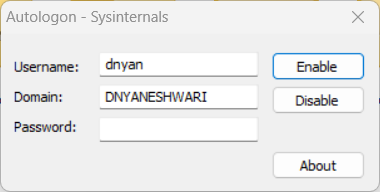 Autologon - Sysinternals
Username: dnyan Enable
Domain: DNYANESHWARI Disable
Password:
About